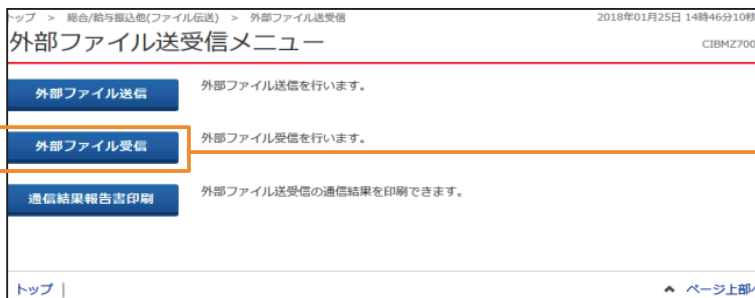 トップ > 総合/給与振込他(ファイル伝送) > 外部ファイル送受信 2018年01月25日 14時46分10秒
外部ファイル送受信メニュー CIBMZ700
外部ファイル送信 外部ファイル送信を行います。
外部ファイル受信 外部ファイル受信を行います。
通信結果報告書印刷 外部ファイル送受信の通信結果を印刷できます。
トップ | ページ上部へ